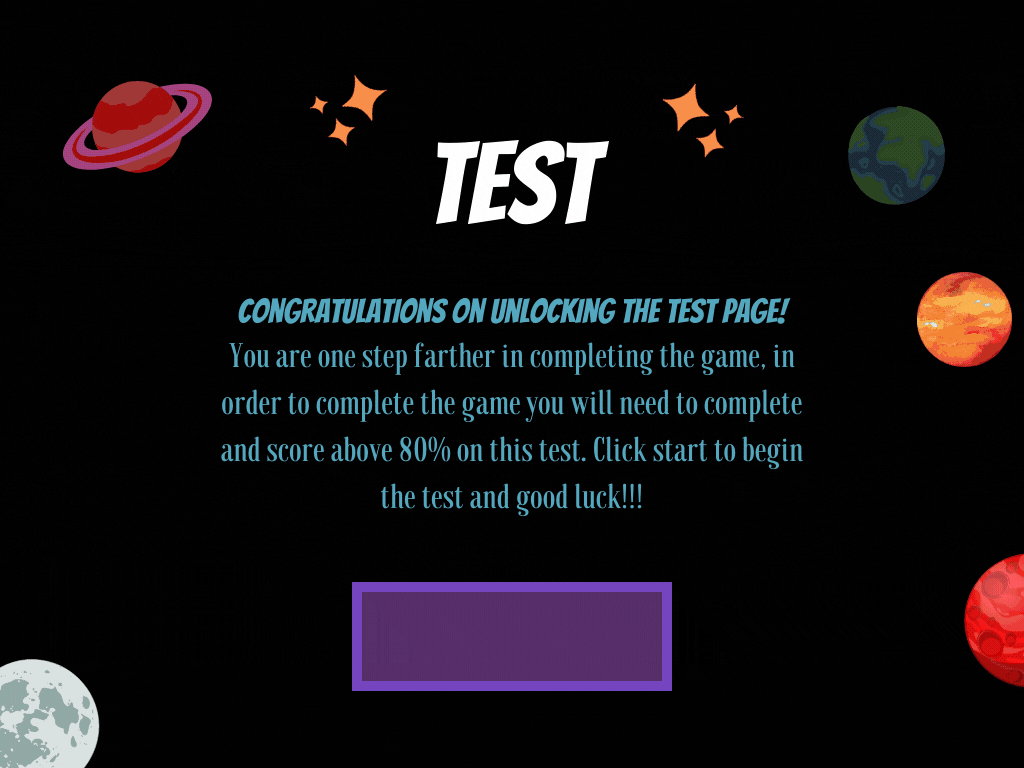 TEST
CONGRATULATIONS ON UNLOCKING THE TEST PAGE!
You are one step farther in completing the game, in
order to complete the game you will need to complete
and score above 80% on this test. Click start to begin
the test and good luck!!!